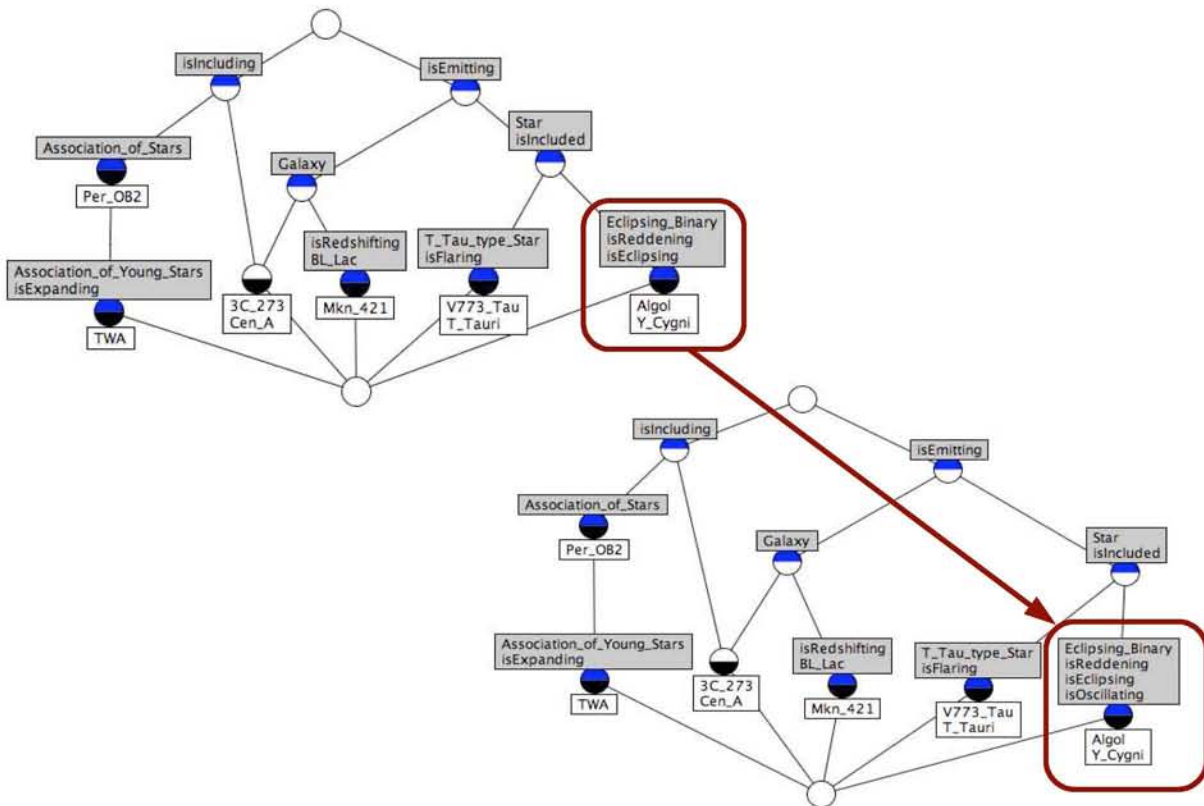 isIncluding
isEmitting
Star
isIncluded
Association_of_Stars
Galaxy
Per_OB2
Eclipsing_Binary
isReddening
isEclipsing
isRedshifting
BL_Lac
T_Tau_type_Star
isFlaring
Association_of_Young_Stars
isExpanding
3C_273
Cen_A
Mkn_421
V773_Tau
T_Tauri
Algol
Y_Cygni
TWA
isIncluding
isEmitting
Association_of_Stars
Galaxy
Star
isIncluded
Per_OB2
Association_of_Young_Stars
isExpanding
isRedshifting
BL_Lac
T_Tau_type_Star
isFlaring
Eclipsing_Binary
isReddening
isEclipsing
isOscillating
TWA
3C_273
Cen_A
Mkn_421
V773_Tau
T_Tauri
Algol
Y_Cygni